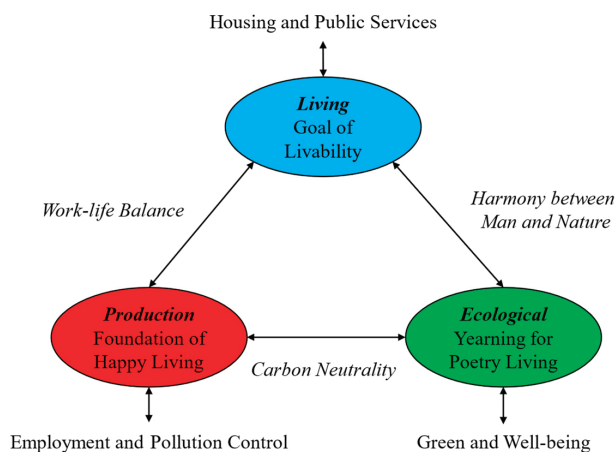 Housing and Public Services
Living
Goal of
Livability
Work-life Balance
Harmony between
Man and Nature
Production
Foundation of
Happy Living
Ecological
Yearning for
Poetry Living
Carbon Neutrality
Employment and Pollution Control
Green and Well-being